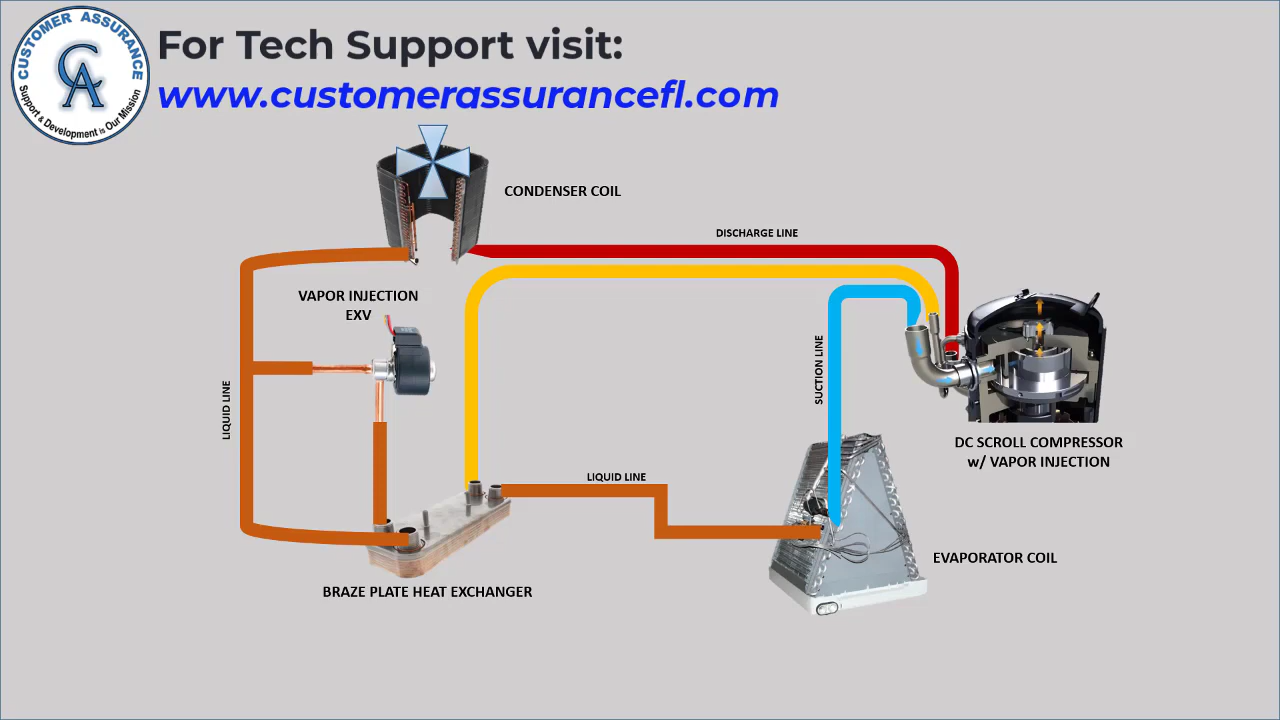 CUSTOMER ASSURANCE
CA
Support & Development is Our Mission
For Tech Support visit:
www.customerassurancefl.com
CONDENSER COIL
DISCHARGE LINE
VAPOR INJECTION
EXV
SUCTION LINE
LIQUID LINE
DC SCROLL COMPRESSOR
w/ VAPOR INJECTION
LIQUID LINE
EVAPORATOR COIL
BRAZE PLATE HEAT EXCHANGER